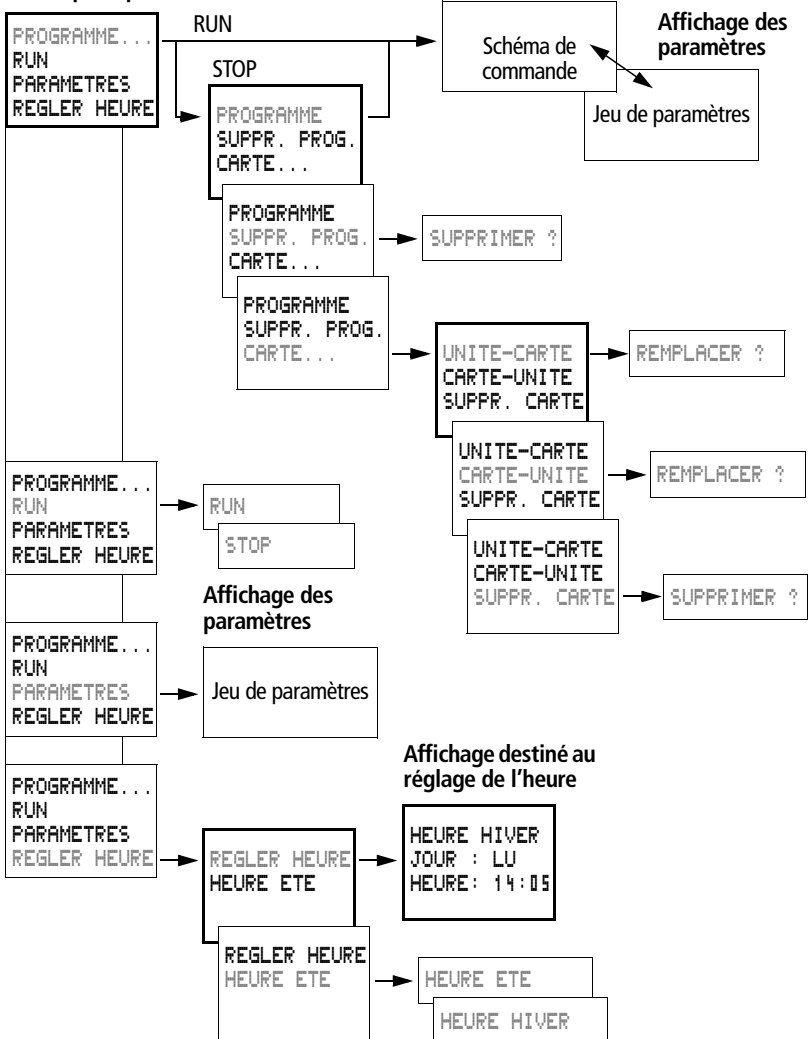 RUN
PROGRAMME...
RUN
PARAMETRES
REGLER HEURE
STOP
PROGRAMME
SUPPR. PROG.
CARTE...
Schéma de
commande
Affichage des
paramètres
Jeu de paramètres
PROGRAMME
SUPPR. PROG.
CARTE...
SUPPRIMER ?
PROGRAMME
SUPPR. PROG.
CARTE...
UNITE-CARTE
CARTE-UNITE
SUPPR. CARTE
REMPLACER ?
UNITE-CARTE
CARTE-UNITE
SUPPR. CARTE
REMPLACER ?
UNITE-CARTE
CARTE-UNITE
SUPPR. CARTE
SUPPRIMER ?
PROGRAMME...
RUN
PARAMETRES
REGLER HEURE
RUN
STOP
Affichage des
paramètres
PROGRAMME...
RUN
PARAMETRES
REGLER HEURE
Jeu de paramètres
Affichage destiné au
réglage de l’heure
PROGRAMME...
RUN
PARAMETRES
REGLER HEURE
REGLER HEURE
HEURE ETE
HEURE HIVER
JOUR : LU
HEURE: 14:05
REGLER HEURE
HEURE ETE
HEURE ETE
HEURE HIVER